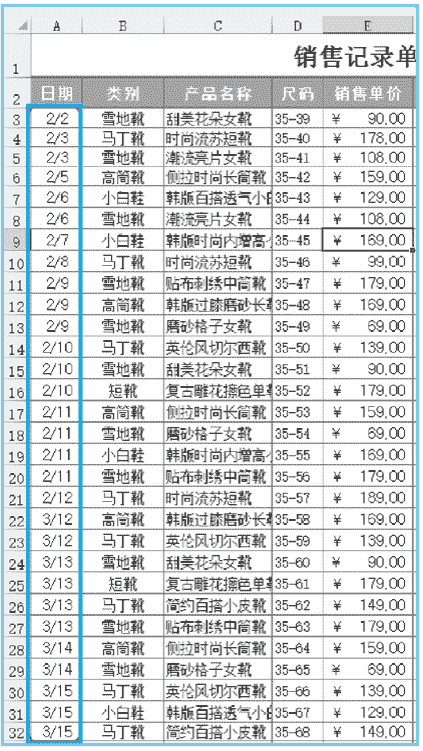 A B C D E
1 销售记录单
2 日期 类别 产品名称 尺码 销售单价
3 2/2 雪地靴 甜美花朵女靴 35-39 ¥ 90.00
4 2/3 马丁靴 时尚流苏短靴 35-40 ¥ 178.00
5 2/3 雪地靴 潮流亮片女靴 35-41 ¥ 108.00
6 2/5 高筒靴 侧拉时尚长筒靴 35-42 ¥ 159.00
7 2/6 小白鞋 韩版百搭透气小白 35-43 ¥ 129.00
8 2/6 雪地靴 潮流亮片女靴 35-44 ¥ 108.00
9 2/7 小白鞋 韩版时尚内增高小 35-45 ¥ 169.00
10 2/8 马丁靴 时尚流苏短靴 35-46 ¥ 99.00
11 2/9 雪地靴 贴布刺绣中筒靴 35-47 ¥ 179.00
12 2/9 高筒靴 韩版过膝磨砂长靴 35-48 ¥ 169.00
13 2/9 雪地靴 磨砂格子女靴 35-49 ¥ 69.00
14 2/10 马丁靴 英伦风切尔西靴 35-50 ¥ 139.00
15 2/10 雪地靴 甜美花朵女靴 35-51 ¥ 90.00
16 2/10 短靴 复古雕花擦色单靴 35-52 ¥ 179.00
17 2/11 高筒靴 侧拉时尚长筒靴 35-53 ¥ 159.00
18 2/11 雪地靴 磨砂格子女靴 35-54 ¥ 69.00
19 2/11 小白鞋 韩版时尚内增高小 35-55 ¥ 169.00
20 2/11 雪地靴 贴布刺绣中筒靴 35-56 ¥ 179.00
21 2/12 马丁靴 时尚流苏短靴 35-57 ¥ 189.00
22 3/12 高筒靴 韩版过膝磨砂长靴 35-58 ¥ 169.00
23 3/12 马丁靴 英伦风切尔西靴 35-59 ¥ 139.00
24 3/13 雪地靴 甜美花朵女靴 35-60 ¥ 90.00
25 3/13 短靴 复古雕花擦色单靴 35-61 ¥ 179.00
26 3/13 马丁靴 简约百搭小皮靴 35-62 ¥ 149.00
27 3/13 雪地靴 贴布刺绣中筒靴 35-63 ¥ 179.00
28 3/14 高筒靴 侧拉时尚长筒靴 35-64 ¥ 159.00
29 3/14 雪地靴 磨砂格子女靴 35-65 ¥ 69.00
30 3/15 马丁靴 英伦风切尔西靴 35-66 ¥ 139.00
31 3/15 小白鞋 韩版百搭透气小白 35-67 ¥ 129.00
32 3/15 马丁靴 简约百搭小皮靴 35-68 ¥ 149.00